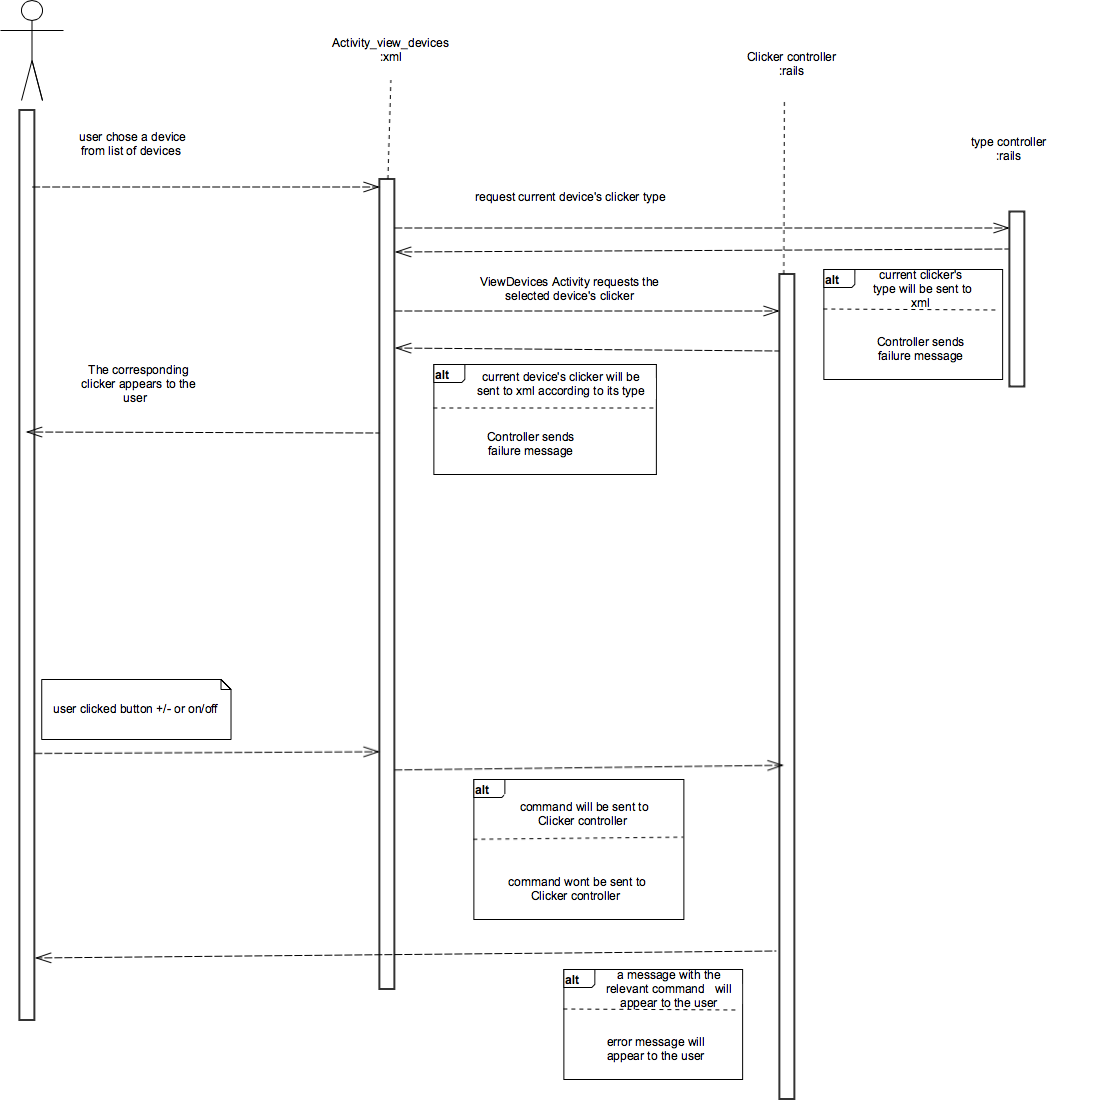 Activity_view_devices
:xml
Clicker controller
:rails
type controller
:rails
user chose a device
from list of devices
request current device's clicker type
ViewDevices Activity requests the
selected device's clicker
alt
current clicker's
type will be sent to
xml
Controller sends
failure message
The corresponding
clicker appears to the
user
alt
current device's clicker will be
sent to xml according to its type
Controller sends
failure message
user clicked button +/- or on/off
alt
command will be sent to
Clicker controller
command wont be sent to
Clicker controller
alt
a message with the
relevant command will
appear to the user
error message will
appear to the user